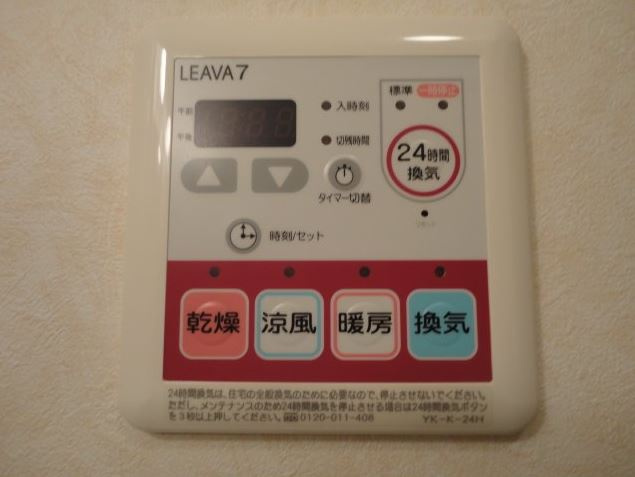 LEAVA7
午前
午後
入時刻
切残時間
タイマー切替
標準 一時停止
24時間
換気
リセット
時刻/セット
乾燥 涼風 暖房 換気
24時間換気は、住宅の全般換気のために必要なので、停止させないでください。
ただし、メンテナンスのため24時間換気を停止させる場合は24時間換気ボタン
を3秒以上押してください。 0120-011-408 YK-K-24H